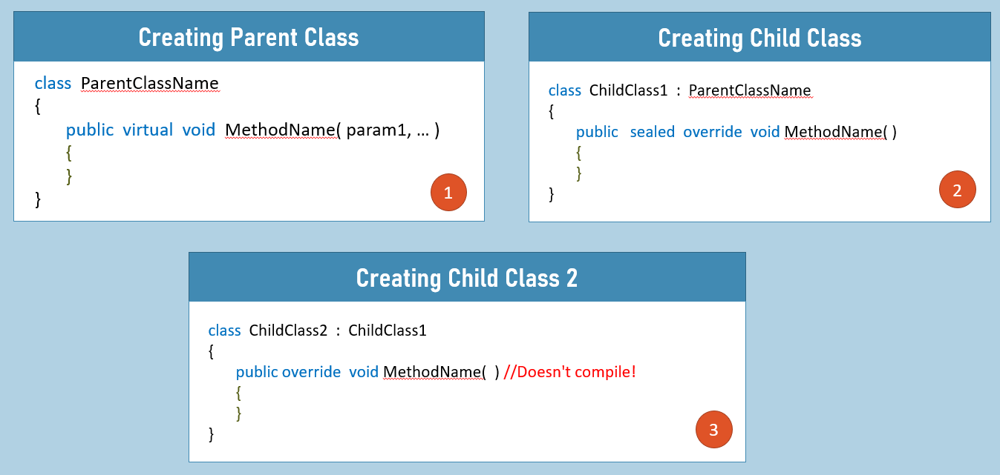 Creating Parent Class
class ParentClassName
{
public virtual void MethodName( param1, ... )
{
}
}
1
Creating Child Class
class ChildClass1 : ParentClassName
{
public sealed override void MethodName( )
{
}
}
2
Creating Child Class 2
class ChildClass2 : ChildClass1
{
public override void MethodName( ) //Doesn't compile!
{
}
}
3